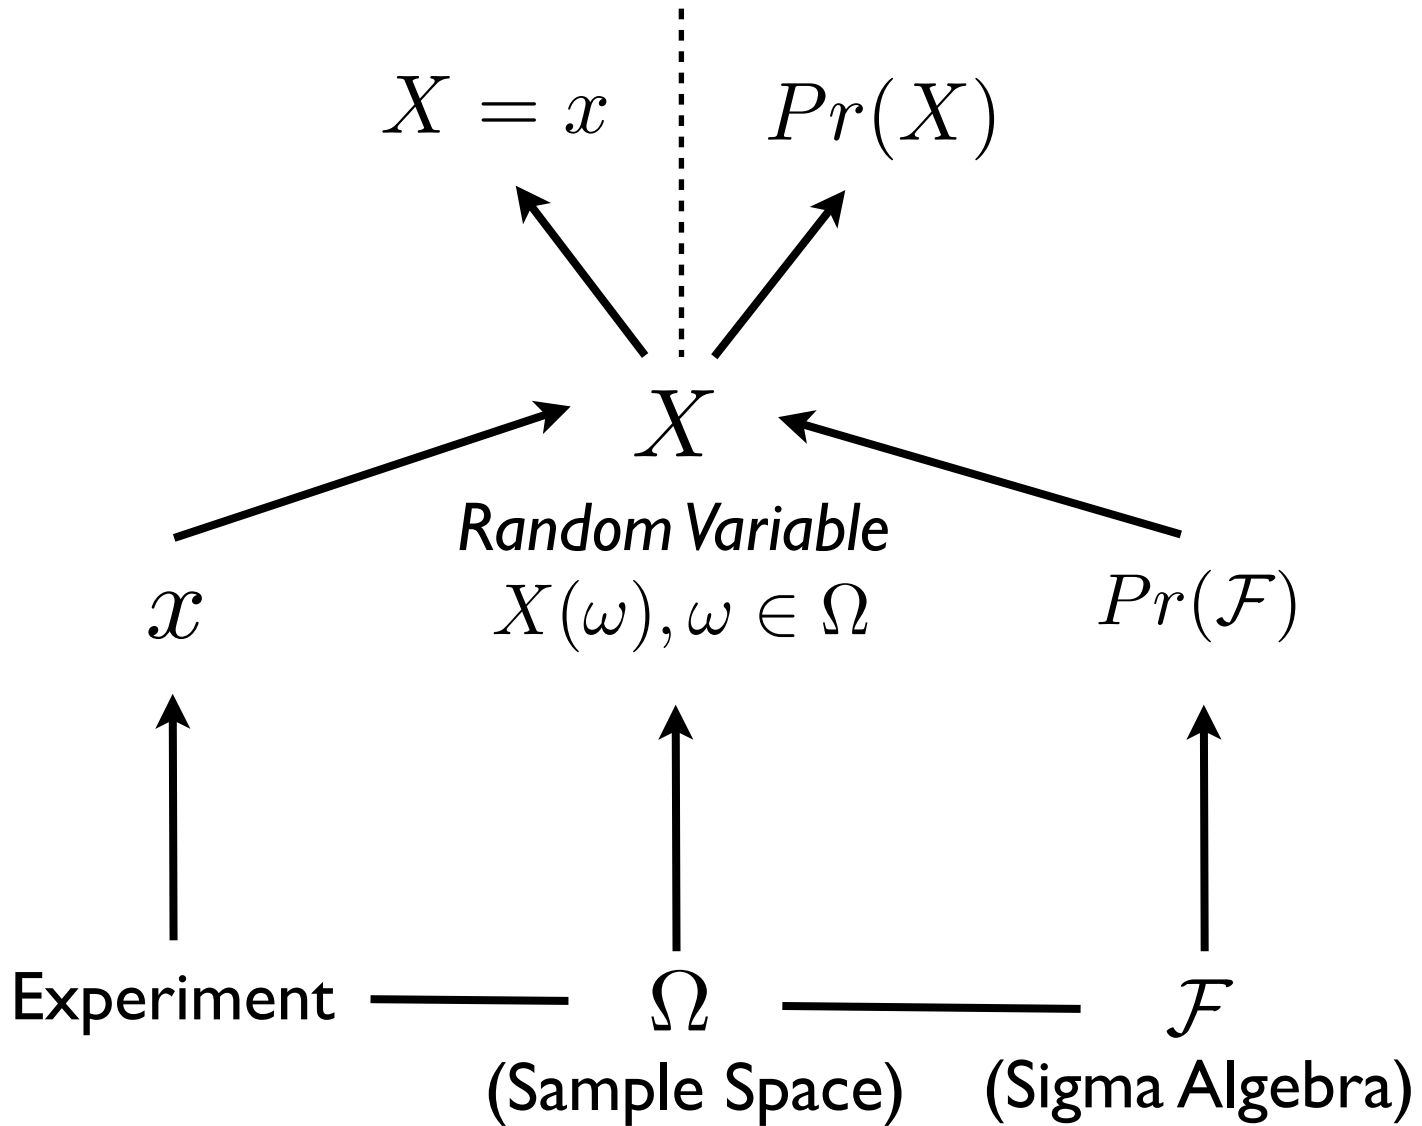 X = x
Pr(X)
X
Random Variable
x
X(ω), ω ∈ Ω
Pr(ℱ)
Experiment
Ω
ℱ
(Sample Space)
(Sigma Algebra)